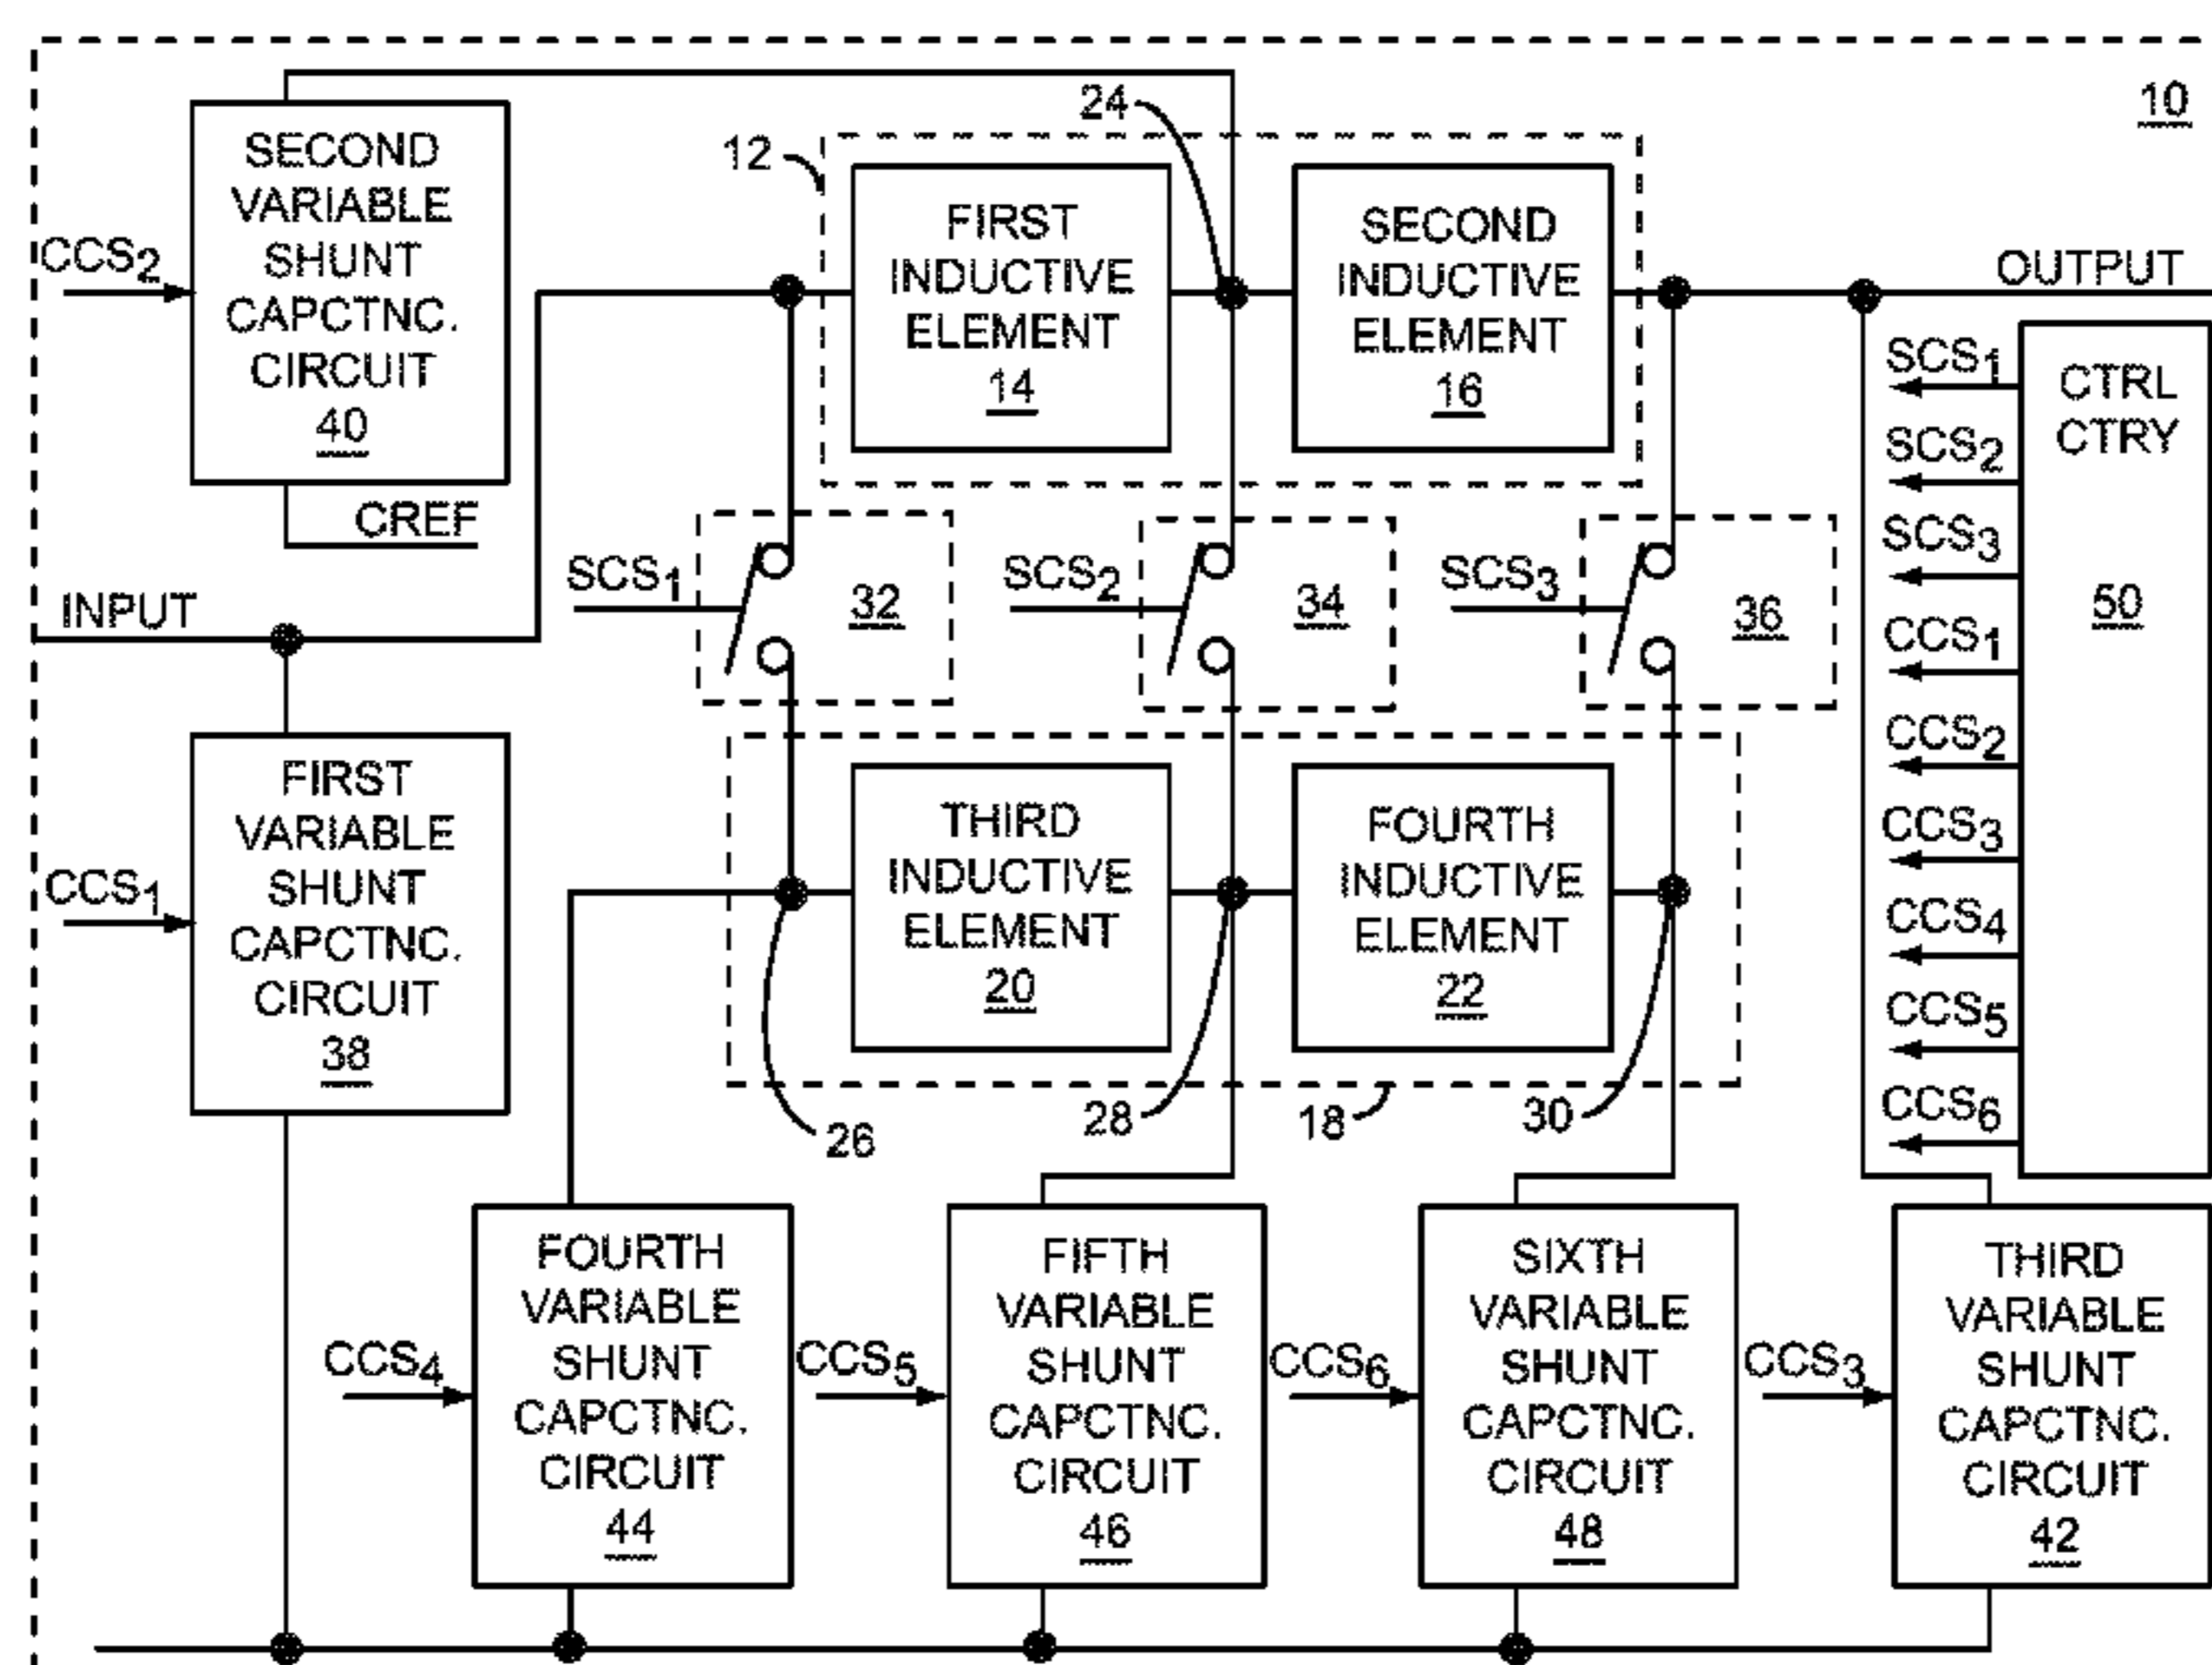 10
SECOND
VARIABLE
SHUNT
CAPCTNC.
CIRCUIT
40
CCS2
CREF
INPUT
12
24
FIRST
INDUCTIVE
ELEMENT
14
SECOND
INDUCTIVE
ELEMENT
16
OUTPUT
SCS1
32
SCS2
34
SCS3
36
CTRL
CTRY
50
SCS1
SCS2
SCS3
CCS1
CCS2
CCS3
CCS4
CCS5
CCS6
FIRST
VARIABLE
SHUNT
CAPCTNC.
CIRCUIT
38
CCS1
THIRD
INDUCTIVE
ELEMENT
20
FOURTH
INDUCTIVE
ELEMENT
22
26
28
18
30
CCS4
FOURTH
VARIABLE
SHUNT
CAPCTNC.
CIRCUIT
44
CCS5
FIFTH
VARIABLE
SHUNT
CAPCTNC.
CIRCUIT
46
CCS6
SIXTH
VARIABLE
SHUNT
CAPCTNC.
CIRCUIT
48
CCS3
THIRD
VARIABLE
SHUNT
CAPCTNC.
CIRCUIT
42